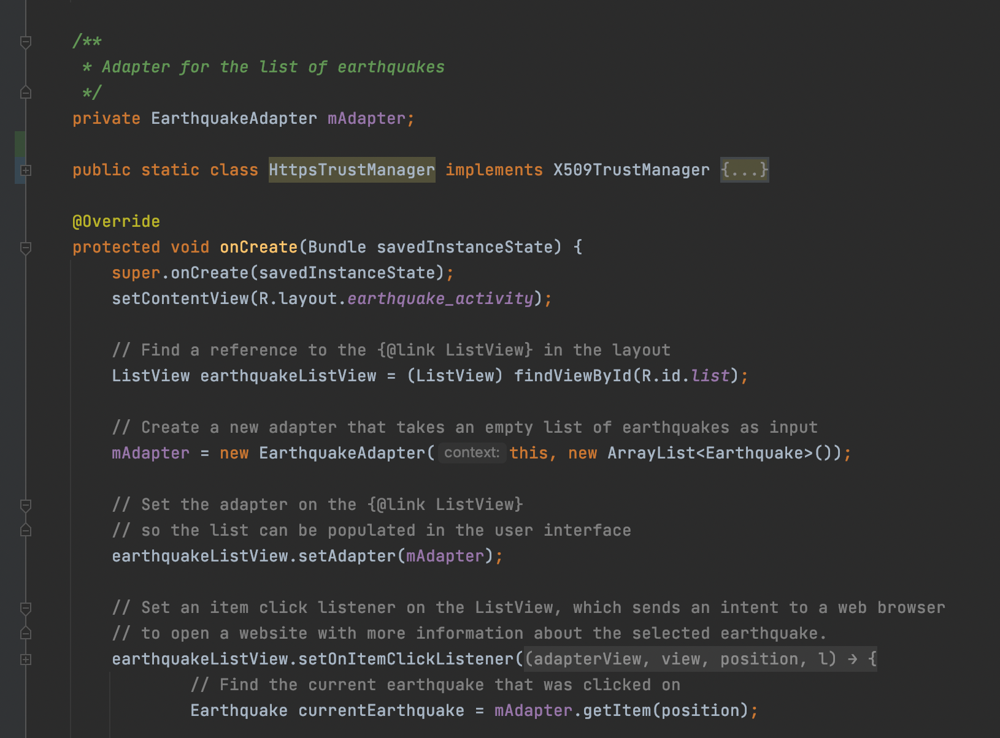 /**
 * Adapter for the list of earthquakes
 */
private EarthquakeAdapter mAdapter;
public static class HttpsTrustManager implements X509TrustManager {...}
@Override
protected void onCreate(Bundle savedInstanceState) {
super.onCreate(savedInstanceState);
setContentView(R.layout.earthquake_activity);
// Find a reference to the {@link ListView} in the layout
ListView earthquakeListView = (ListView) findViewById(R.id.list);
// Create a new adapter that takes an empty list of earthquakes as input
mAdapter = new EarthquakeAdapter( context: this, new ArrayList<Earthquake>());
// Set the adapter on the {@link ListView}
// so the list can be populated in the user interface
earthquakeListView.setAdapter(mAdapter);
// Set an item click listener on the ListView, which sends an intent to a web browser
// to open a website with more information about the selected earthquake.
earthquakeListView.setOnItemClickListener((adapterView, view, position, l) → {
// Find the current earthquake that was clicked on
Earthquake currentEarthquake = mAdapter.getItem(position);